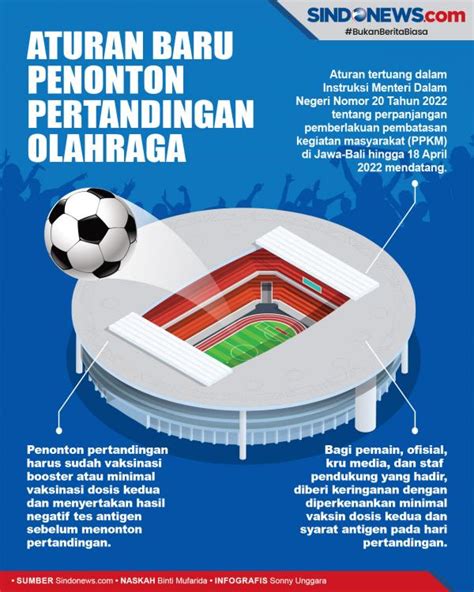 SINDONEWS.com
#BukanBeritaBiasa
ATURAN BARU
PENONTON
PERTANDINGAN
OLAHRAGA
Aturan tertuang dalam
Instruksi Menteri Dalam
Negeri Nomor 20 Tahun 2022
tentang perpanjangan
pemberlakuan pembatasan
kegiatan masyarakat (PPKM)
di Jawa-Bali hingga 18 April
2022 mendatang.
Penonton pertandingan
harus sudah vaksinasi
booster atau minimal
vaksinasi dosis kedua
dan menyertakan hasil
negatif tes antigen
sebelum menonton
pertandingan.
Bagi pemain, ofisial,
kru media, dan staf
pendukung yang hadir,
diberi keringanan dengan
diperkenankan minimal
vaksin dosis kedua dan
syarat antigen pada hari
pertandingan.
• SUMBER Sindonews.com • NASKAH Binti Mufarida • INFOGRAFIS Sonny Unggara